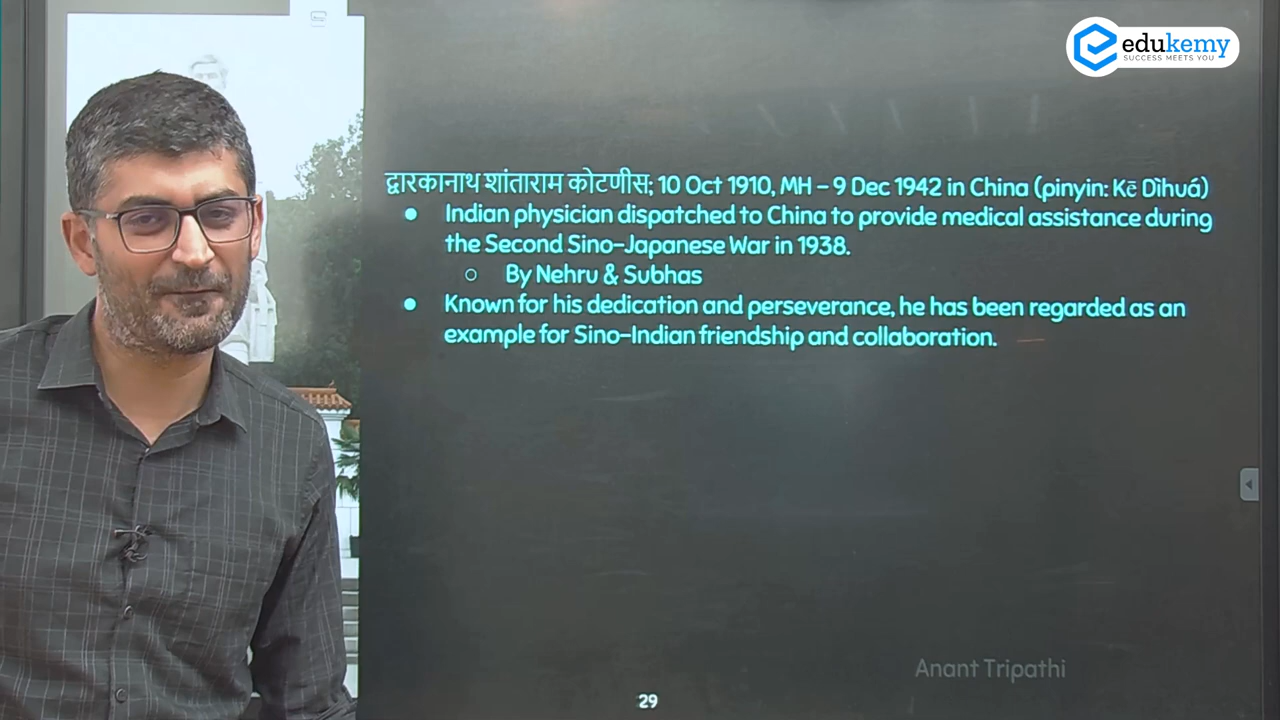 edukemy
SUCCESS MEETS YOU
द्वारकानाथ शांताराम कोटणीस; 10 Oct 1910, MH – 9 Dec 1942 in China (pinyin: Kē Dìhuá)
● Indian physician dispatched to China to provide medical assistance during
the Second Sino-Japanese War in 1938.
○ By Nehru & Subhas
● Known for his dedication and perseverance, he has been regarded as an
example for Sino-Indian friendship and collaboration.
Anant Tripathi
29